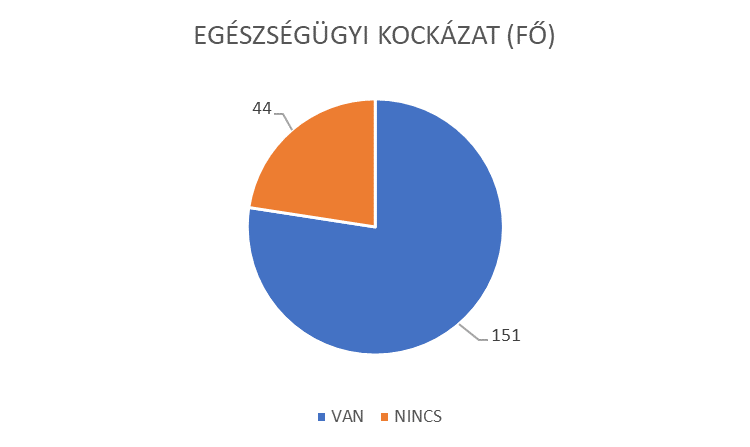 EGÉSZSÉGÜGYI KOCKÁZAT (FŐ)
44
151
VAN NINCS